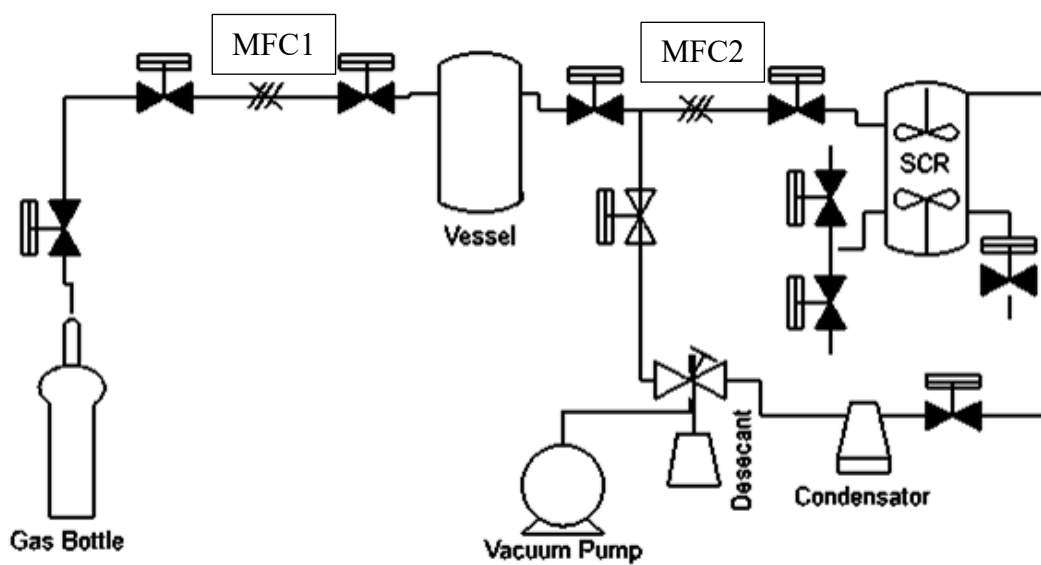 MFC1
MFC2
SCR
Vessel
Desecant
Condensator
Gas Bottle
Vacuum Pump